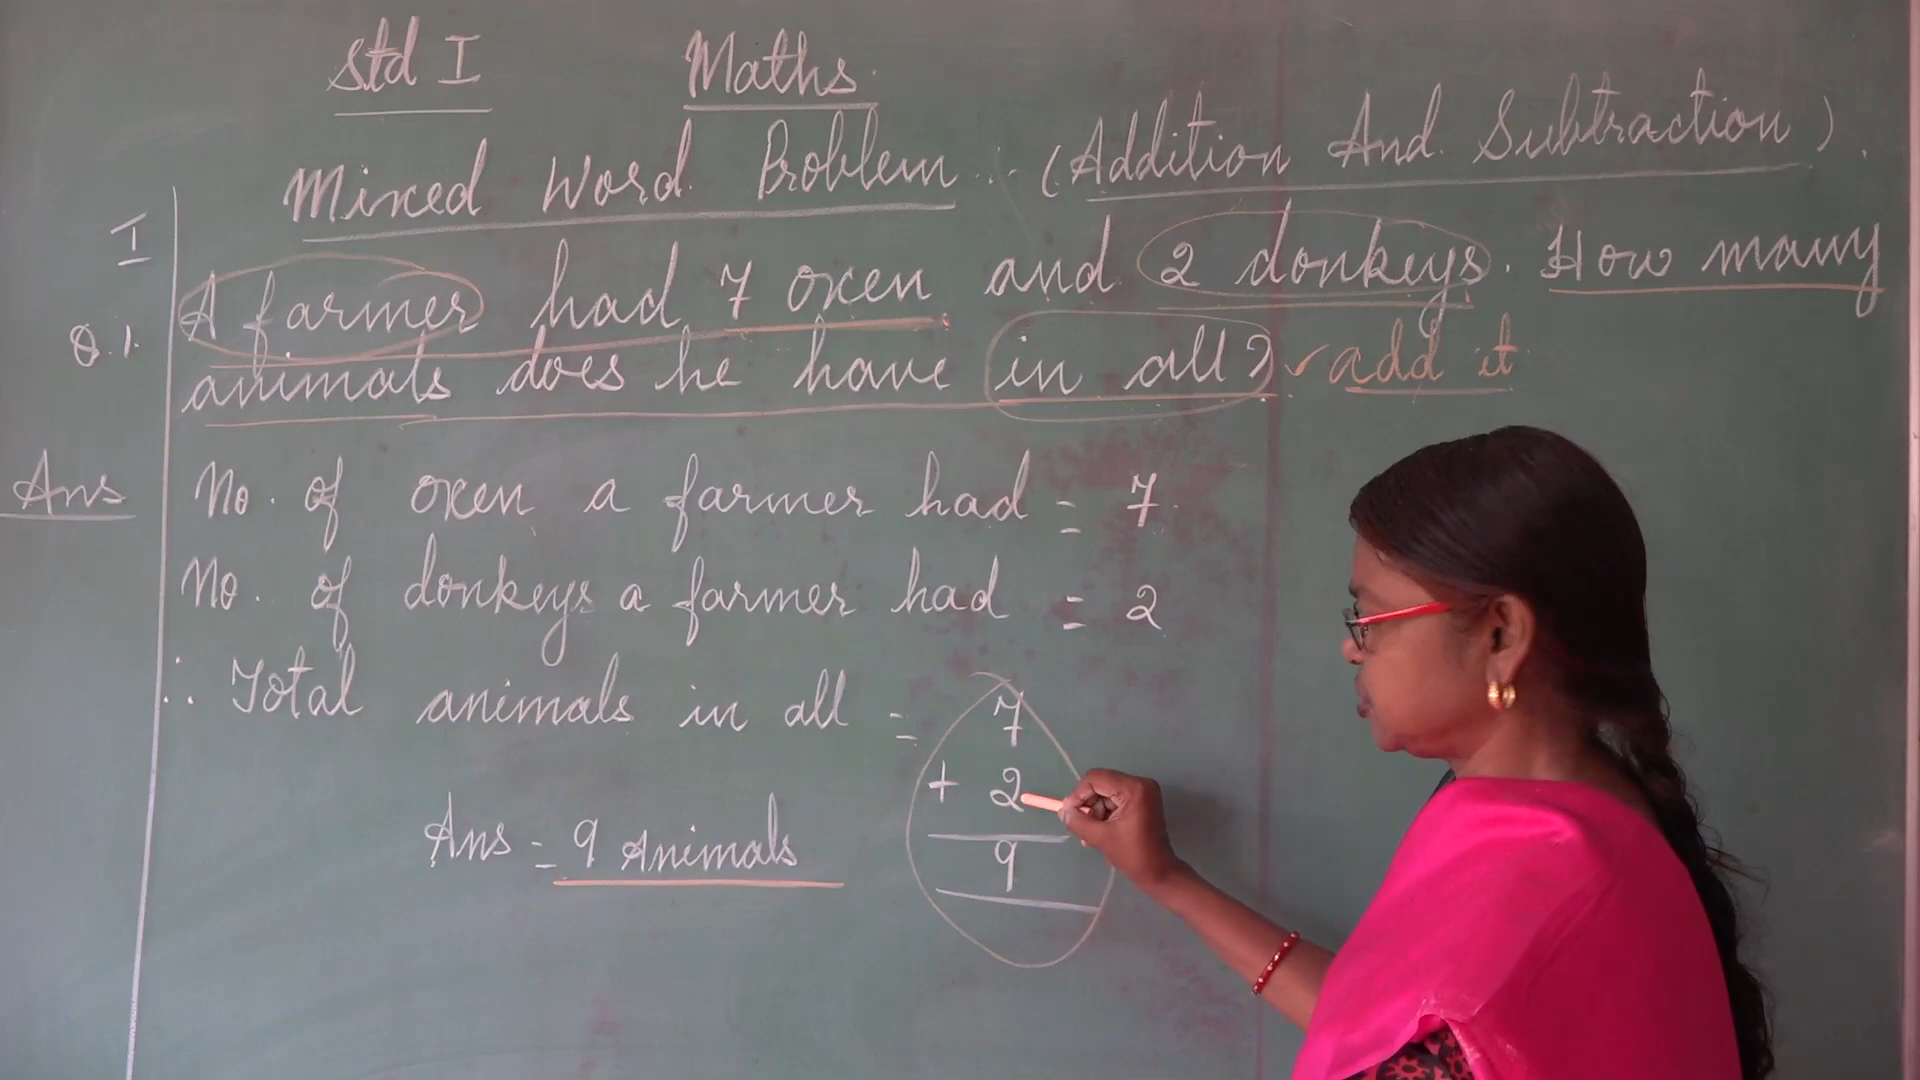 Std I Maths.
Mixed Word Problem... (Addition And Subtraction).
I
Q.1. A farmer had 7 oxen and 2 donkeys. How many
animals does he have in all? ✓ add it
Ans No. of oxen a farmer had = 7
No. of donkeys a farmer had = 2
∴ Total animals in all = 7
+ 2
9
Ans = 9 Animals